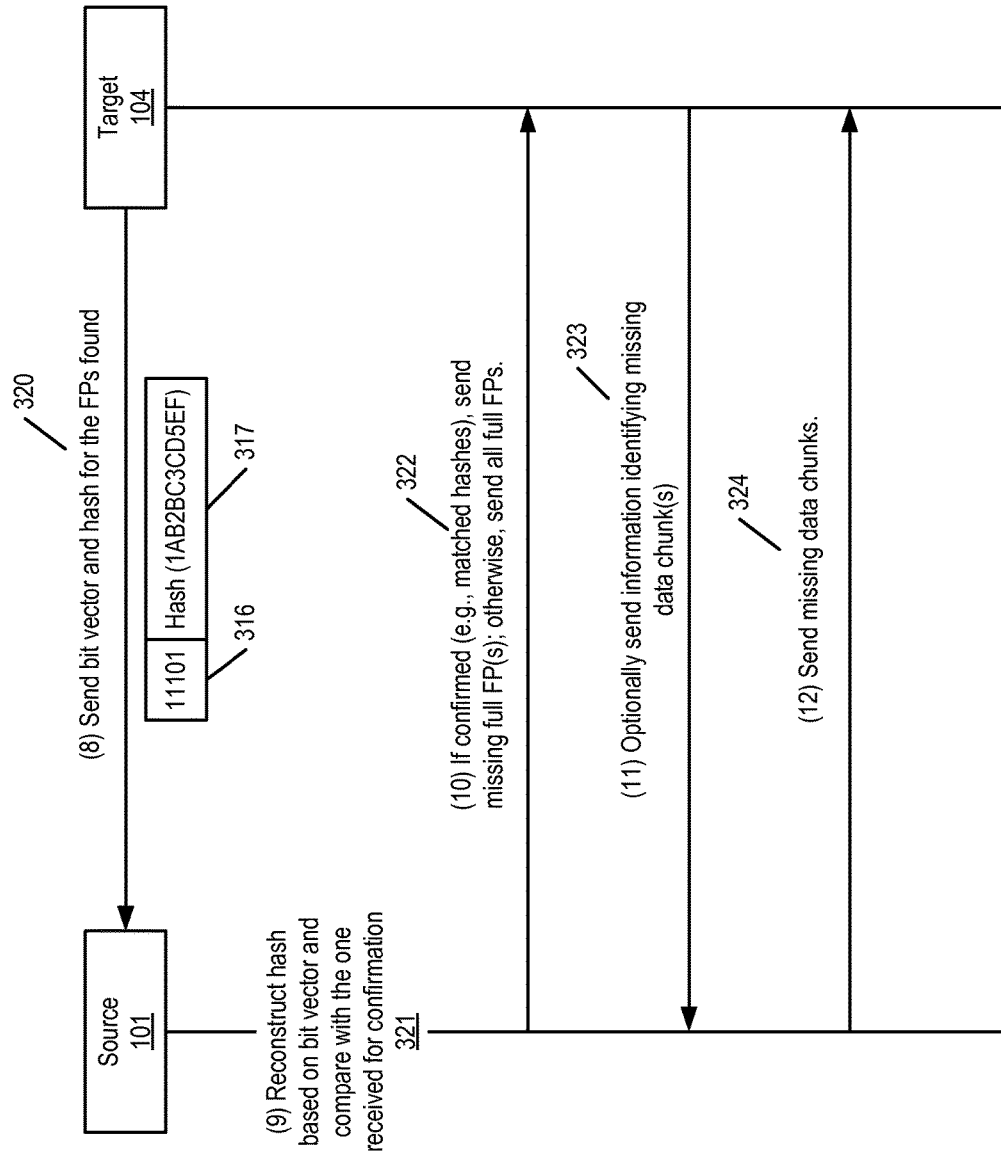 Source
101
Target
104
320
(8) Send bit vector and hash for the FPs found
11101
Hash (1AB2BC3CD5EF)
316
317
(9) Reconstruct hash
based on bit vector and
compare with the one
received for confirmation
321
322
(10) If confirmed (e.g., matched hashes), send
missing full FP(s); otherwise, send all full FPs.
323
(11) Optionally send information identifying missing
data chunk(s)
324
(12) Send missing data chunks.